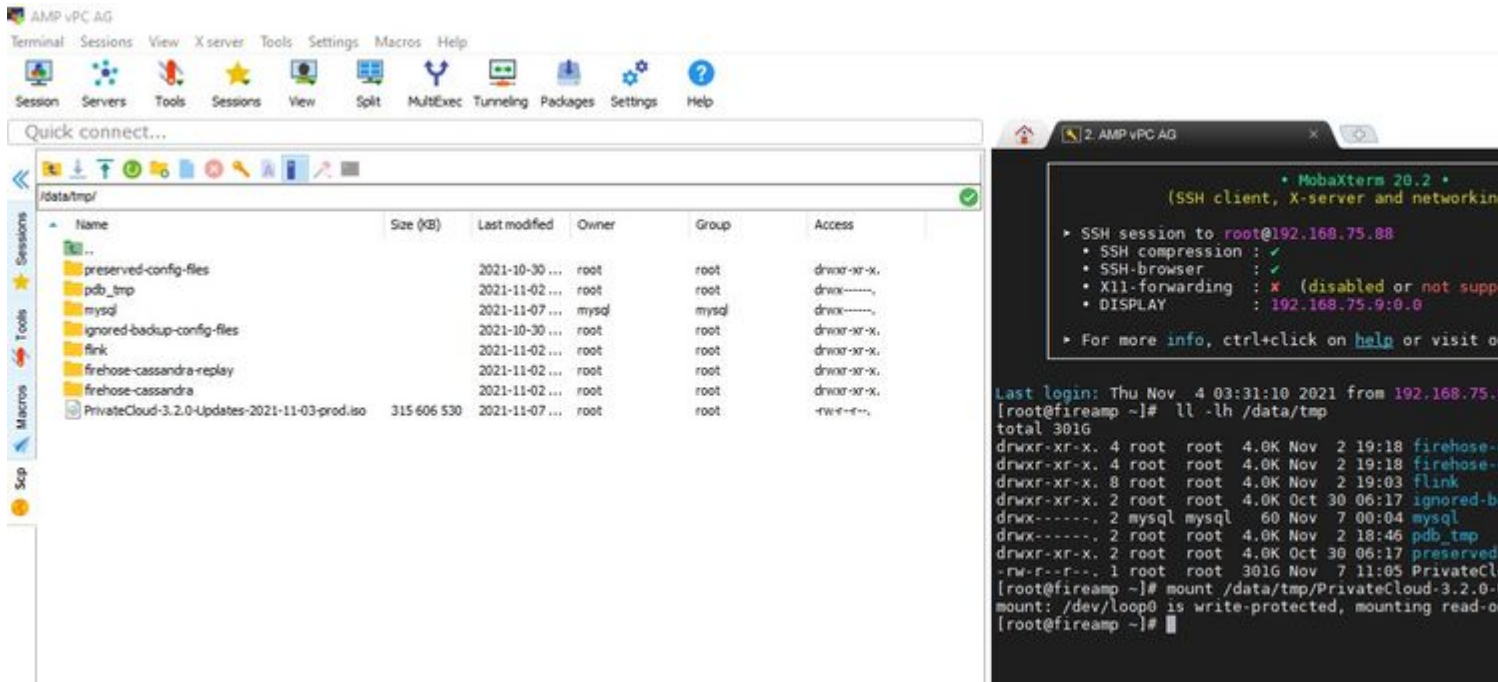 AMP vPC AG
Terminal Sessions View X server Tools Settings Macros Help
Session Servers Tools Sessions View Split MultiExec Tunneling Packages Settings Help
Quick connect...
2. AMP vPC AG
/data/tmp/
Name Size (KB) Last modified Owner Group Access
..
preserved-config-files 2021-10-30 ... root root drwxr-xr-x.
pdb_tmp 2021-11-02 ... root root drwx------.
mysql 2021-11-07 ... mysql mysql drwx------.
ignored-backup-config-files 2021-10-30 ... root root drwxr-xr-x.
flink 2021-11-02 ... root root drwxr-xr-x.
firehose-cassandra-replay 2021-11-02 ... root root drwxr-xr-x.
firehose-cassandra 2021-11-02 ... root root drwxr-xr-x.
PrivateCloud-3.2.0-Updates-2021-11-03-prod.iso 315 606 530 2021-11-07 ... root root -rw-r--r--.
Sessions
Tools
Macros
Scp
• MobaXterm 20.2 •
(SSH client, X-server and networkin
► SSH session to root@192.168.75.88
• SSH compression : ✔
• SSH-browser : ✔
• X11-forwarding : ✘ (disabled or not supp
• DISPLAY : 192.168.75.9:0.0
► For more info, ctrl+click on help or visit o
Last login: Thu Nov 4 03:31:10 2021 from 192.168.75.
[root@fireamp ~]# ll -lh /data/tmp
total 301G
drwxr-xr-x. 4 root root 4.0K Nov 2 19:18 firehose-
drwxr-xr-x. 4 root root 4.0K Nov 2 19:18 firehose-
drwxr-xr-x. 8 root root 4.0K Nov 2 19:03 flink
drwxr-xr-x. 2 root root 4.0K Oct 30 06:17 ignored-b
drwx------. 2 mysql mysql 60 Nov 7 00:04 mysql
drwx------. 2 root root 4.0K Nov 2 18:46 pdb_tmp
drwxr-xr-x. 2 root root 4.0K Oct 30 06:17 preserved
-rw-r--r--. 1 root root 301G Nov 7 11:05 PrivateCl
[root@fireamp ~]# mount /data/tmp/PrivateCloud-3.2.0-
mount: /dev/loop0 is write-protected, mounting read-o
[root@fireamp ~]#